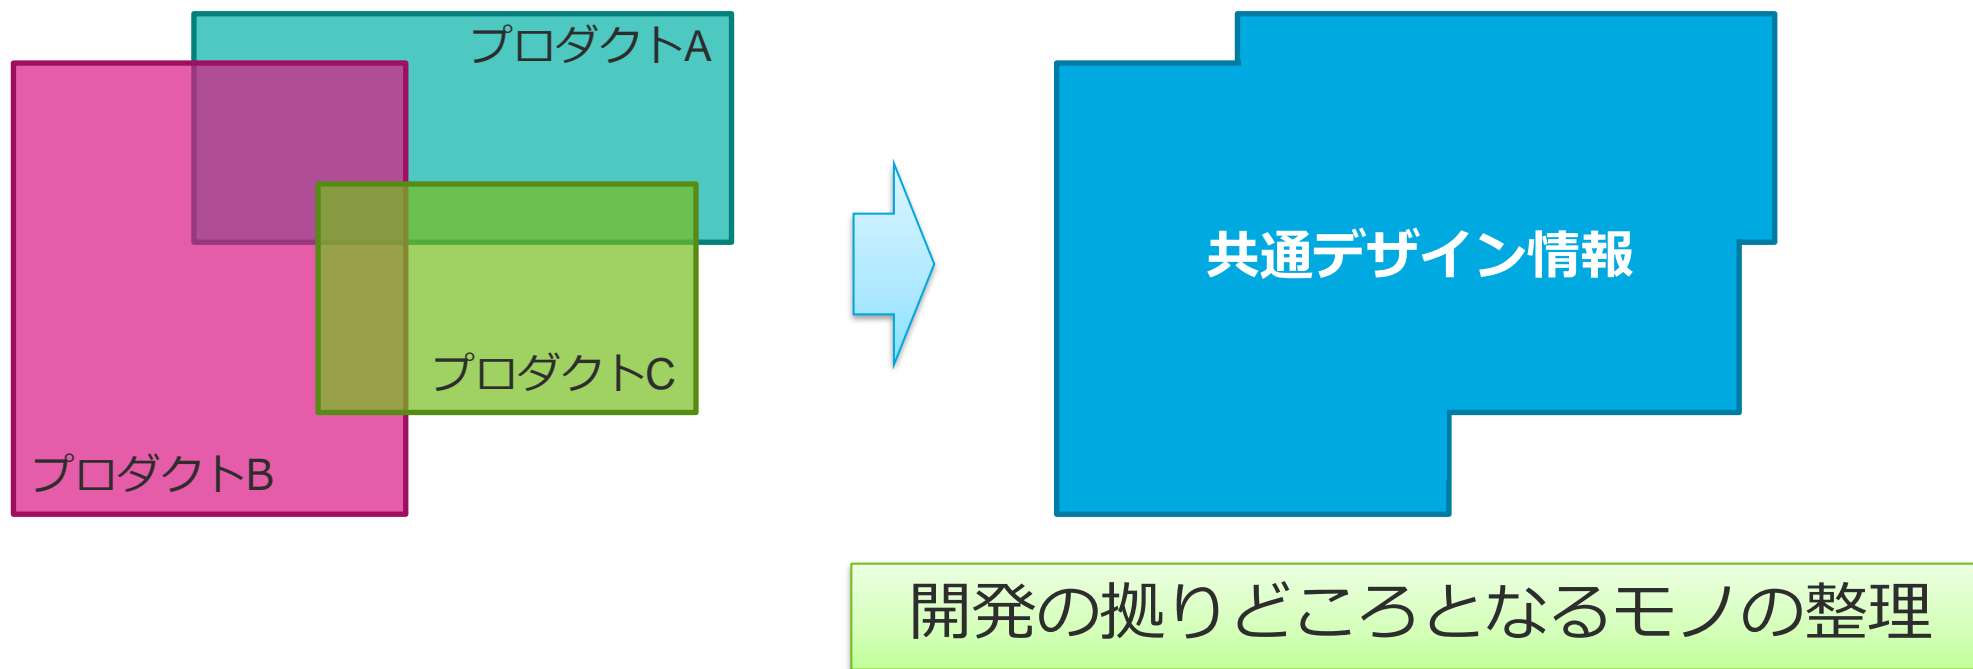 プロダクトA
プロダクトC
プロダクトB
共通デザイン情報
開発の拠りどころとなるモノの整理